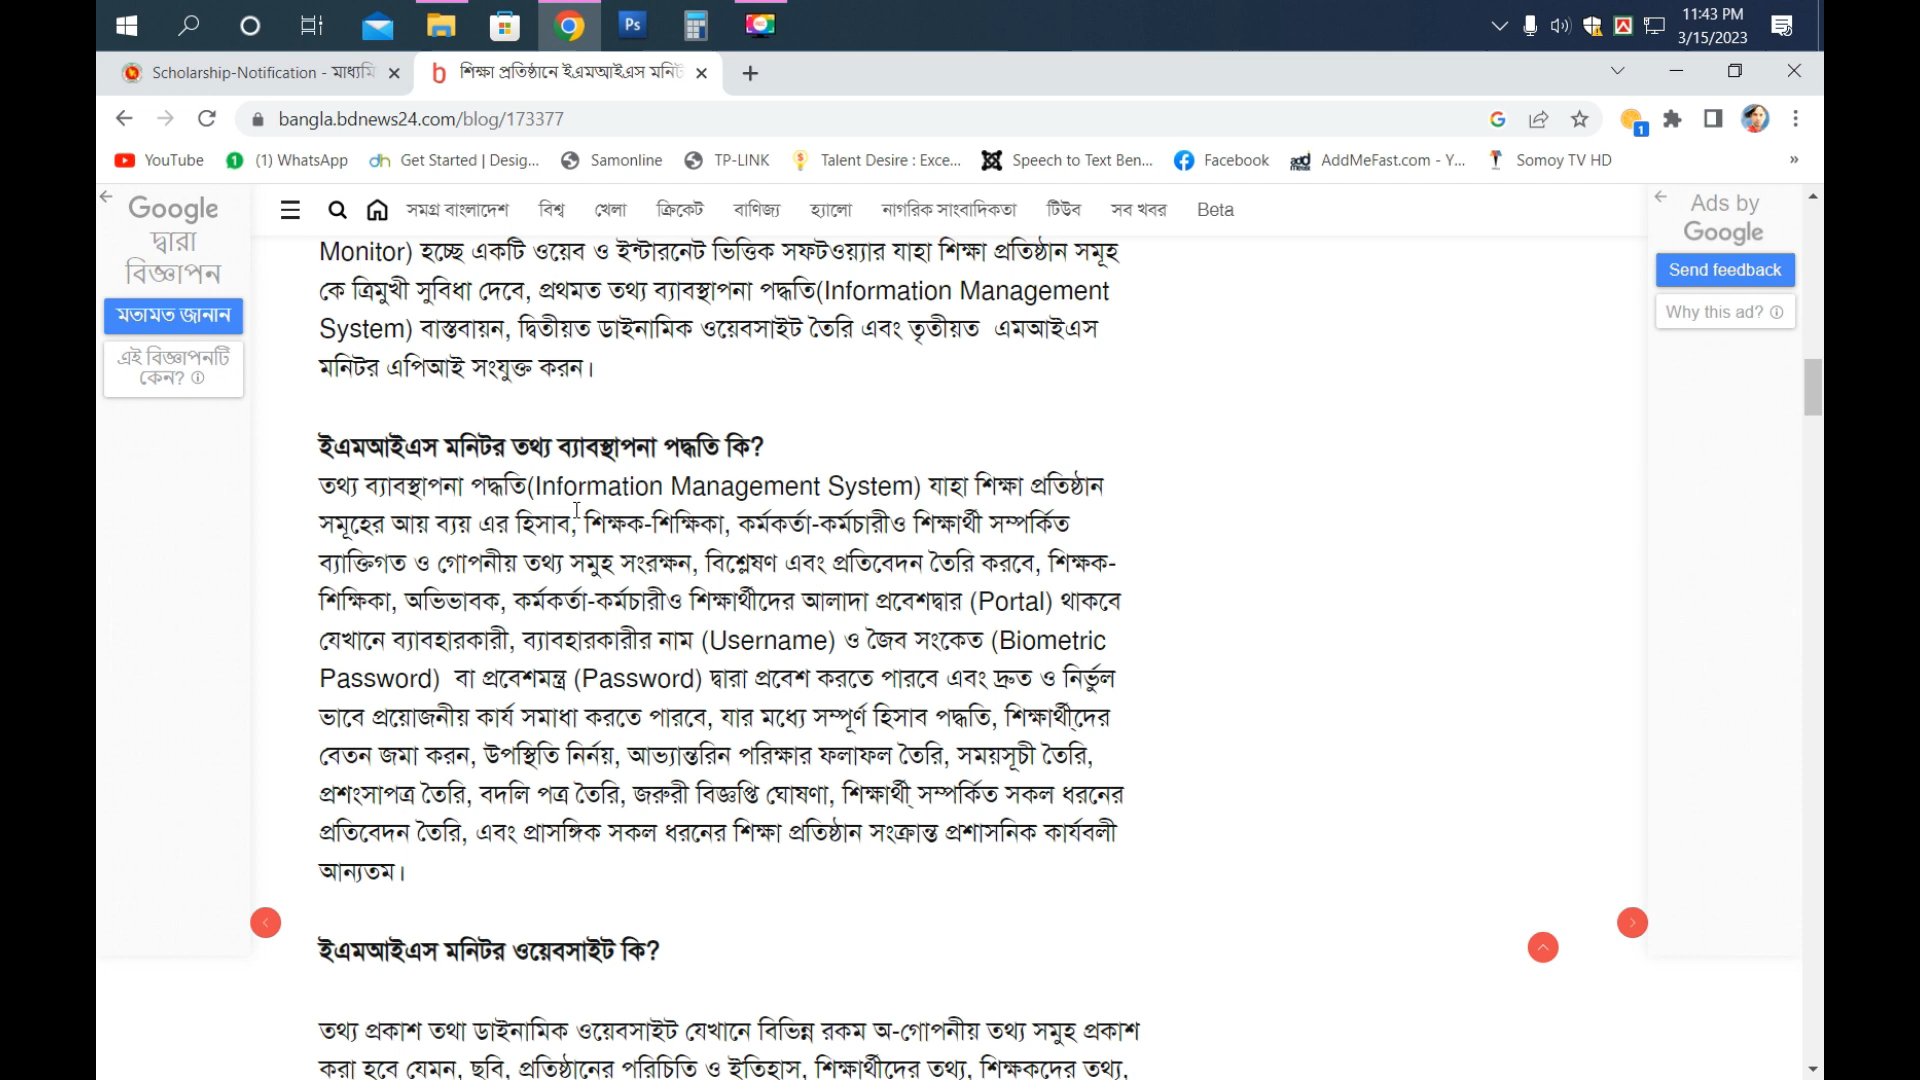 11:43 PM
3/15/2023
Scholarship-Notification - মাধ্যমি
শিক্ষা প্রতিষ্ঠানে ইএমআইএস মনিট
bangla.bdnews24.com/blog/173377
YouTube
(1) WhatsApp
Get Started | Desig...
Samonline
TP-LINK
Talent Desire : Exce...
Speech to Text Ben...
Facebook
AddMeFast.com - Y...
Somoy TV HD
»
Google
দ্বারা
বিজ্ঞাপন
মতামত জানান
এই বিজ্ঞাপনটি
কেন?
সমগ্র বাংলাদেশ
বিশ্ব
খেলা
ক্রিকেট
বাণিজ্য
হ্যালো
নাগরিক সাংবাদিকতা
টিউব
সব খবর
Beta
Monitor) হচ্ছে একটি ওয়েব ও ইন্টারনেট ভিত্তিক সফটওয়্যার যাহা শিক্ষা প্রতিষ্ঠান সমূহ
কে ত্রিমুখী সুবিধা দেবে, প্রথমত তথ্য ব্যাবস্থাপনা পদ্ধতি(Information Management
System) বাস্তবায়ন, দ্বিতীয়ত ডাইনামিক ওয়েবসাইট তৈরি এবং তৃতীয়ত এমআইএস
মনিটর এপিআই সংযুক্ত করন।
ইএমআইএস মনিটর তথ্য ব্যাবস্থাপনা পদ্ধতি কি?
তথ্য ব্যাবস্থাপনা পদ্ধতি(Information Management System) যাহা শিক্ষা প্রতিষ্ঠান
সমূহের আয় ব্যয় এর হিসাব, শিক্ষক-শিক্ষিকা, কর্মকর্তা-কর্মচারীও শিক্ষার্থী সম্পর্কিত
ব্যাক্তিগত ও গোপনীয় তথ্য সমুহ সংরক্ষন, বিশ্লেষণ এবং প্রতিবেদন তৈরি করবে, শিক্ষক-
শিক্ষিকা, অভিভাবক, কর্মকর্তা-কর্মচারীও শিক্ষার্থীদের আলাদা প্রবেশদ্বার (Portal) থাকবে
যেখানে ব্যাবহারকারী, ব্যাবহারকারীর নাম (Username) ও জৈব সংকেত (Biometric
Password) বা প্রবেশমন্ত্র (Password) দ্বারা প্রবেশ করতে পারবে এবং দ্রুত ও নির্ভুল
ভাবে প্রয়োজনীয় কার্য সমাধা করতে পারবে, যার মধ্যে সম্পূর্ণ হিসাব পদ্ধতি, শিক্ষার্থী্দের
বেতন জমা করন, উপস্থিতি নির্নয়, আভ্যান্তরিন পরিক্ষার ফলাফল তৈরি, সময়সূচী তৈরি,
প্রশংসাপত্র তৈরি, বদলি পত্র তৈরি, জরুরী বিজ্ঞপ্তি ঘোষণা, শিক্ষার্থী্ সম্পর্কিত সকল ধরনের
প্রতিবেদন তৈরি, এবং প্রাসঙ্গিক সকল ধরনের শিক্ষা প্রতিষ্ঠান সংক্রান্ত প্রশাসনিক কার্যবলী
আন্যতম।
ইএমআইএস মনিটর ওয়েবসাইট কি?
তথ্য প্রকাশ তথা ডাইনামিক ওয়েবসাইট যেখানে বিভিন্ন রকম অ-গোপনীয় তথ্য সমুহ প্রকাশ
করা হবে যেমন, ছবি, প্রতিষ্ঠানের পরিচিতি ও ইতিহাস, শিক্ষার্থীদের তথ্য, শিক্ষকদের তথ্য,
Ads by
Google
Send feedback
Why this ad?